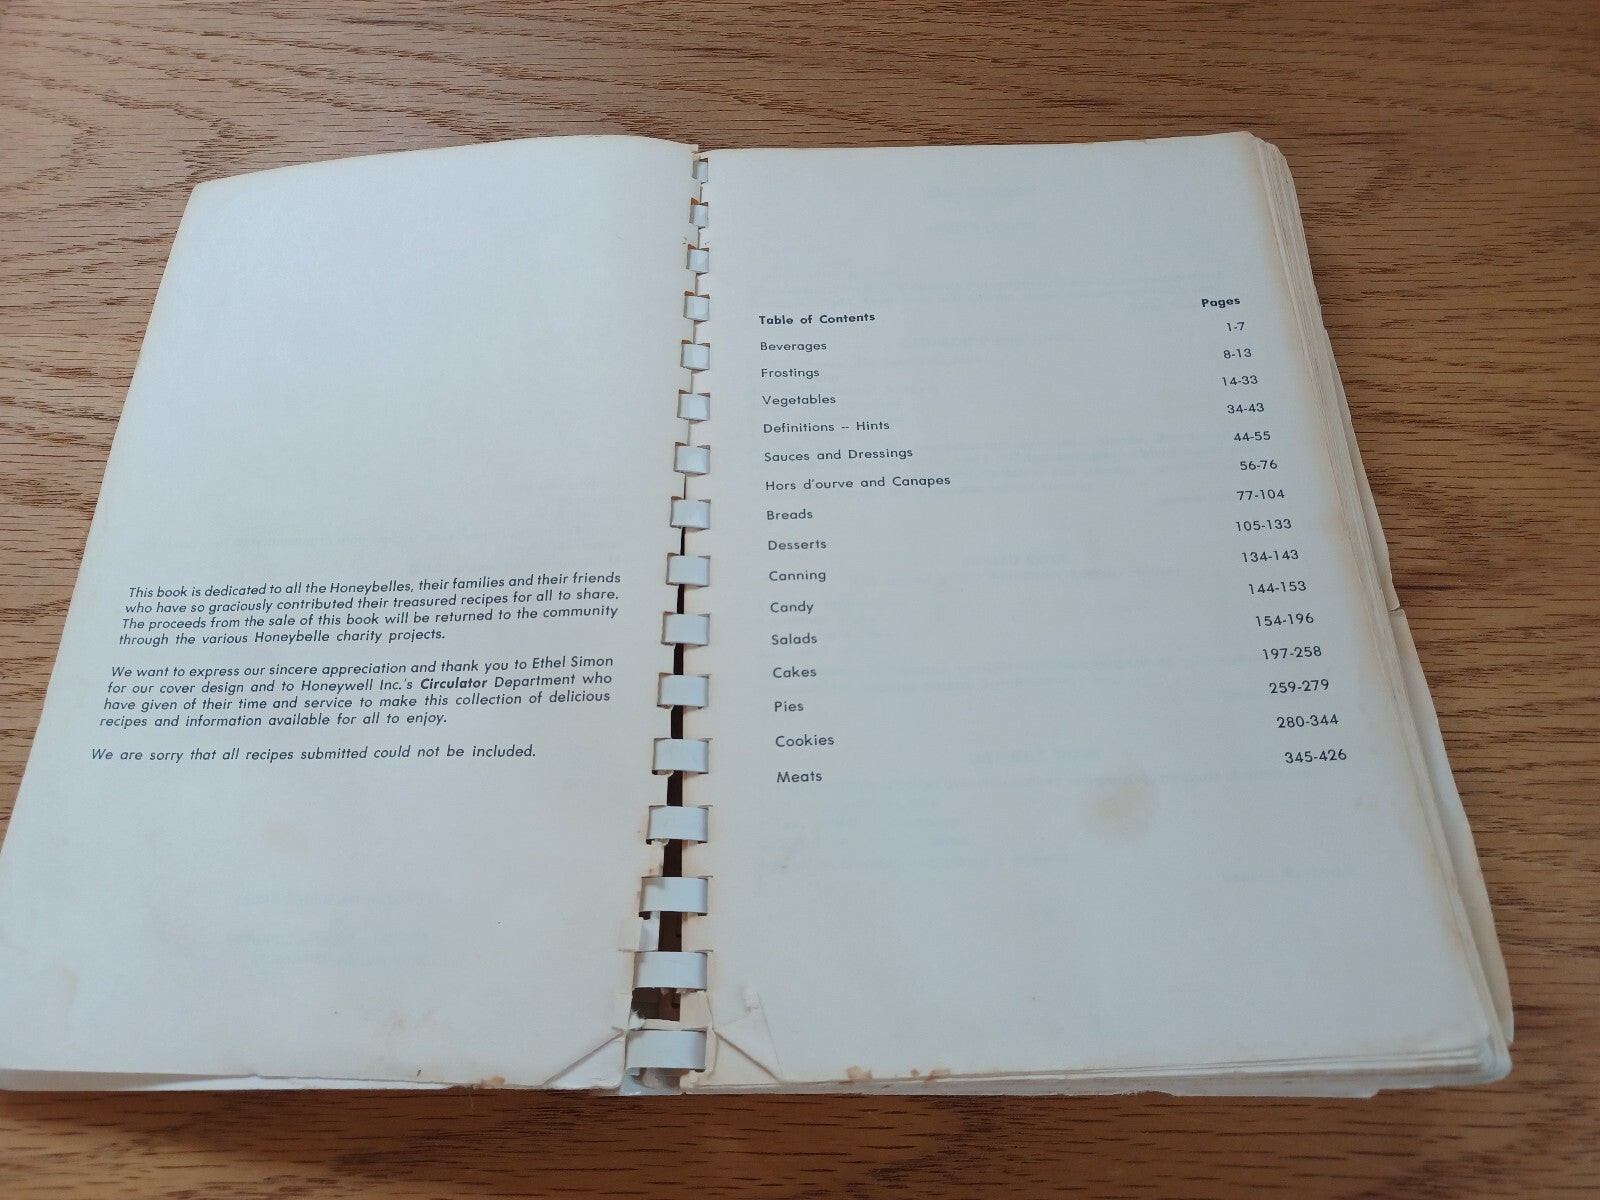 This book is dedicated to all the Honeybelles, their families and their friends
who have so graciously contributed their treasured recipes for all to share.
The proceeds from the sale of this book will be returned to the community
through the various Honeybelle charity projects.
We want to express our sincere appreciation and thank you to Ethel Simon
for our cover design and to Honeywell Inc.'s Circulator Department who
have given of their time and service to make this collection of delicious
recipes and information available for all to enjoy.
We are sorry that all recipes submitted could not be included.
Table of Contents Pages
Beverages 1-7
Frostings 8-13
Vegetables 14-33
Definitions -- Hints 34-43
Sauces and Dressings 44-55
Hors d'ourve and Canapes 56-76
Breads 77-104
Desserts 105-133
Canning 134-143
Candy 144-153
Salads 154-196
Cakes 197-258
Pies 259-279
Cookies 280-344
Meats 345-426